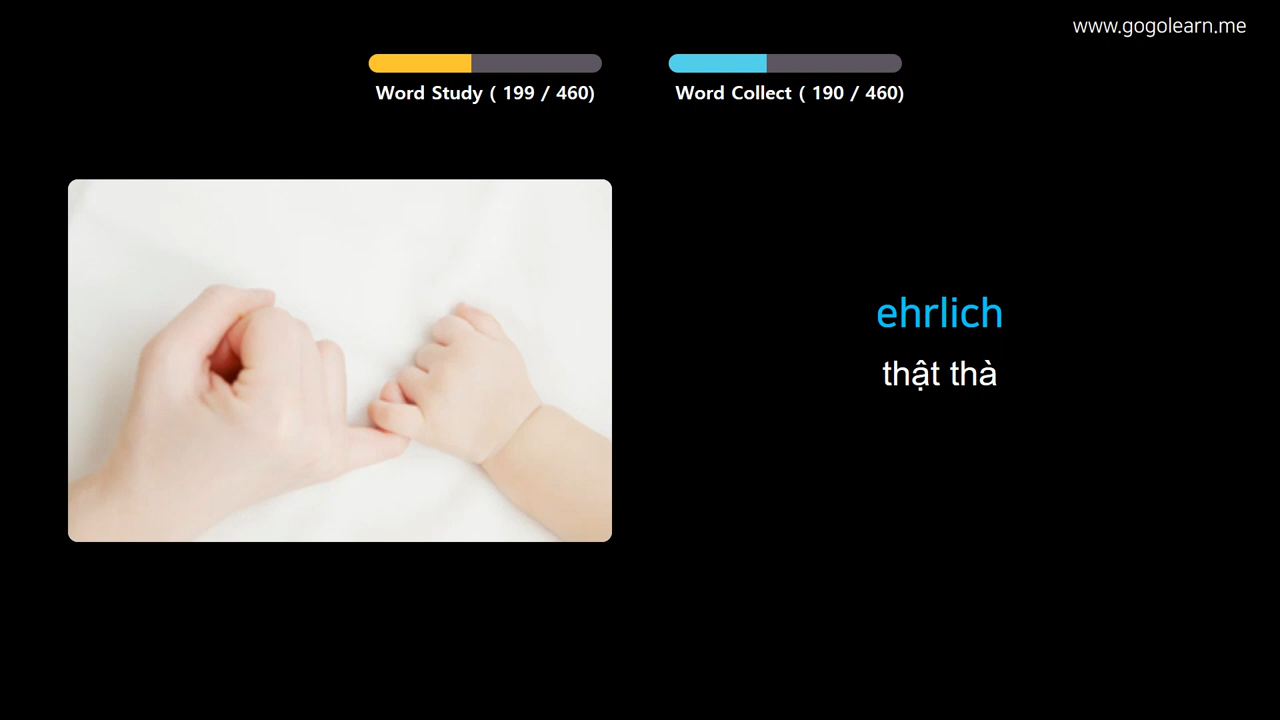 www.gogolearn.me
Word Study ( 199 / 460)
Word Collect ( 190 / 460)
ehrlich
thật thà